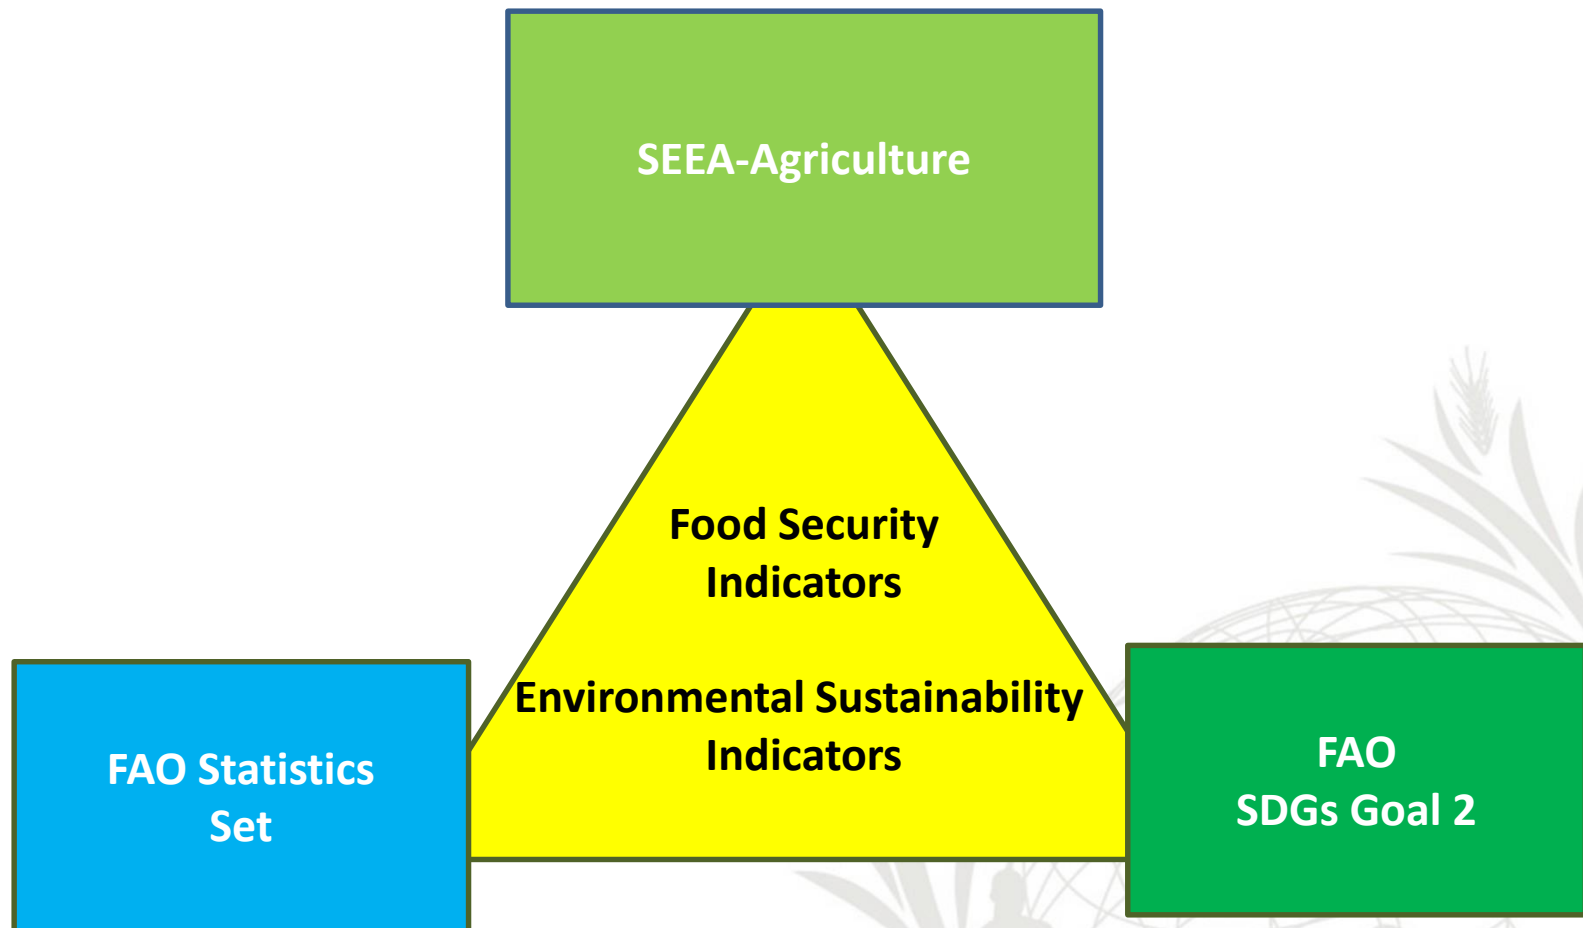 SEEA-Agriculture
Food Security
Indicators
Environmental Sustainability
Indicators
FAO Statistics
Set
FAO
SDGs Goal 2